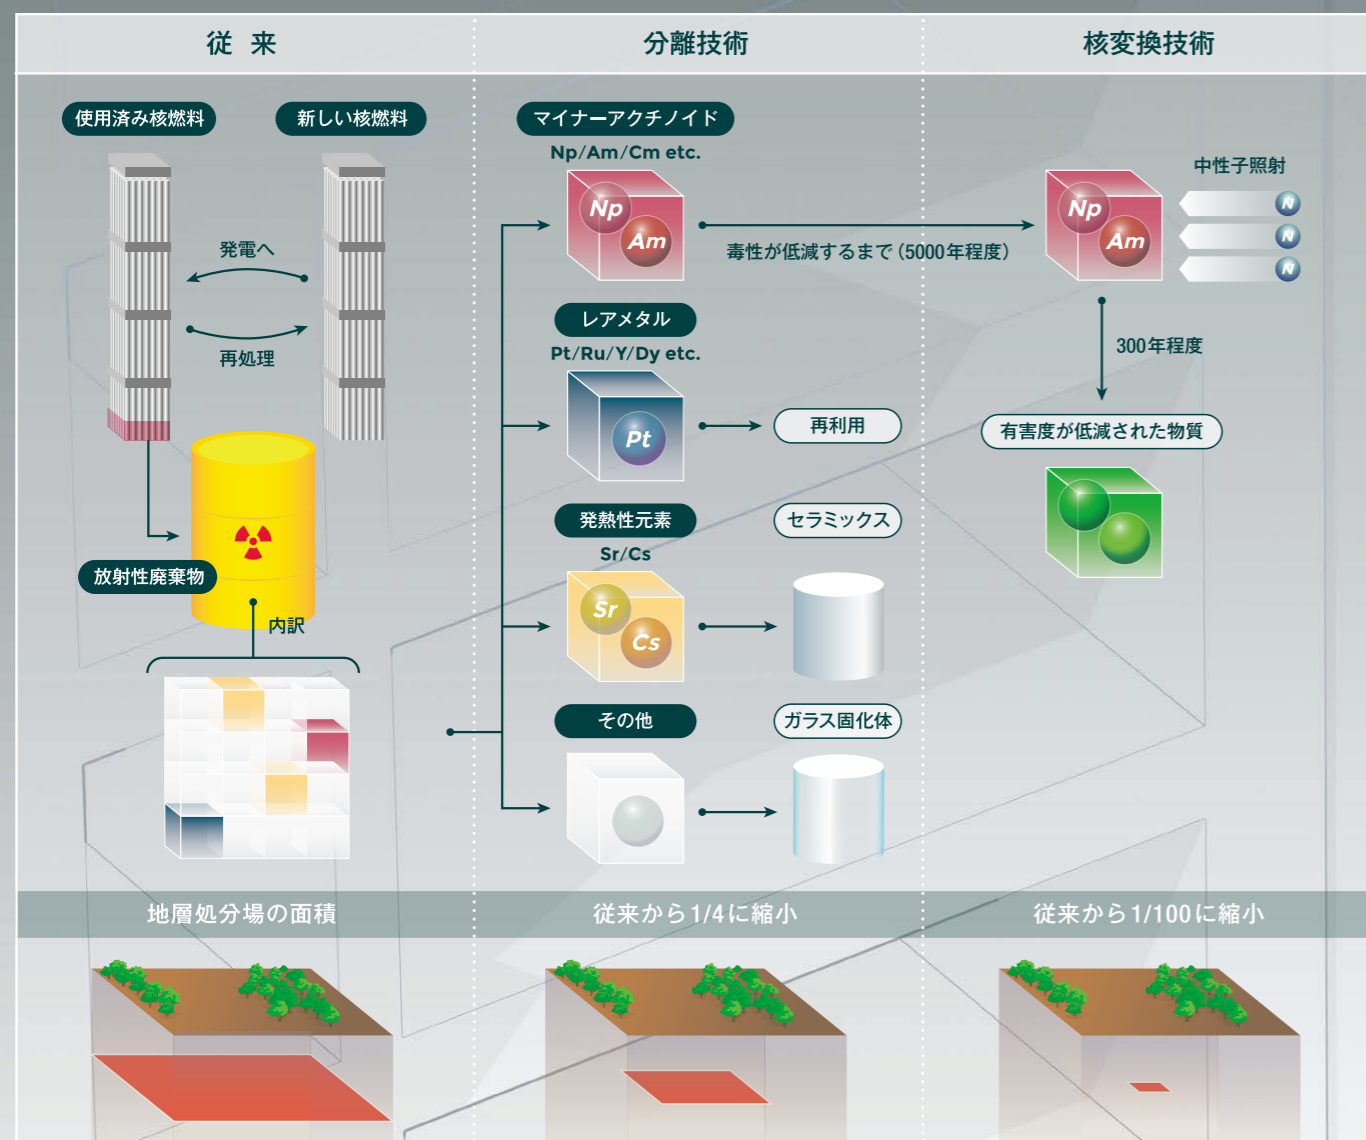 従来
分離技術
核変換技術
使用済み核燃料
新しい核燃料
発電へ
再処理
放射性廃棄物
内訳
マイナーアクチノイド
Np/Am/Cm etc.
Np
Am
毒性が低減するまで（5000年程度）
レアメタル
Pt/Ru/Y/Dy etc.
Pt
再利用
発熱性元素
Sr/Cs
Sr
Cs
セラミックス
その他
ガラス固化体
Np
Am
中性子照射
N
N
N
300年程度
有害度が低減された物質
地層処分場の面積
従来から1/4に縮小
従来から1/100に縮小